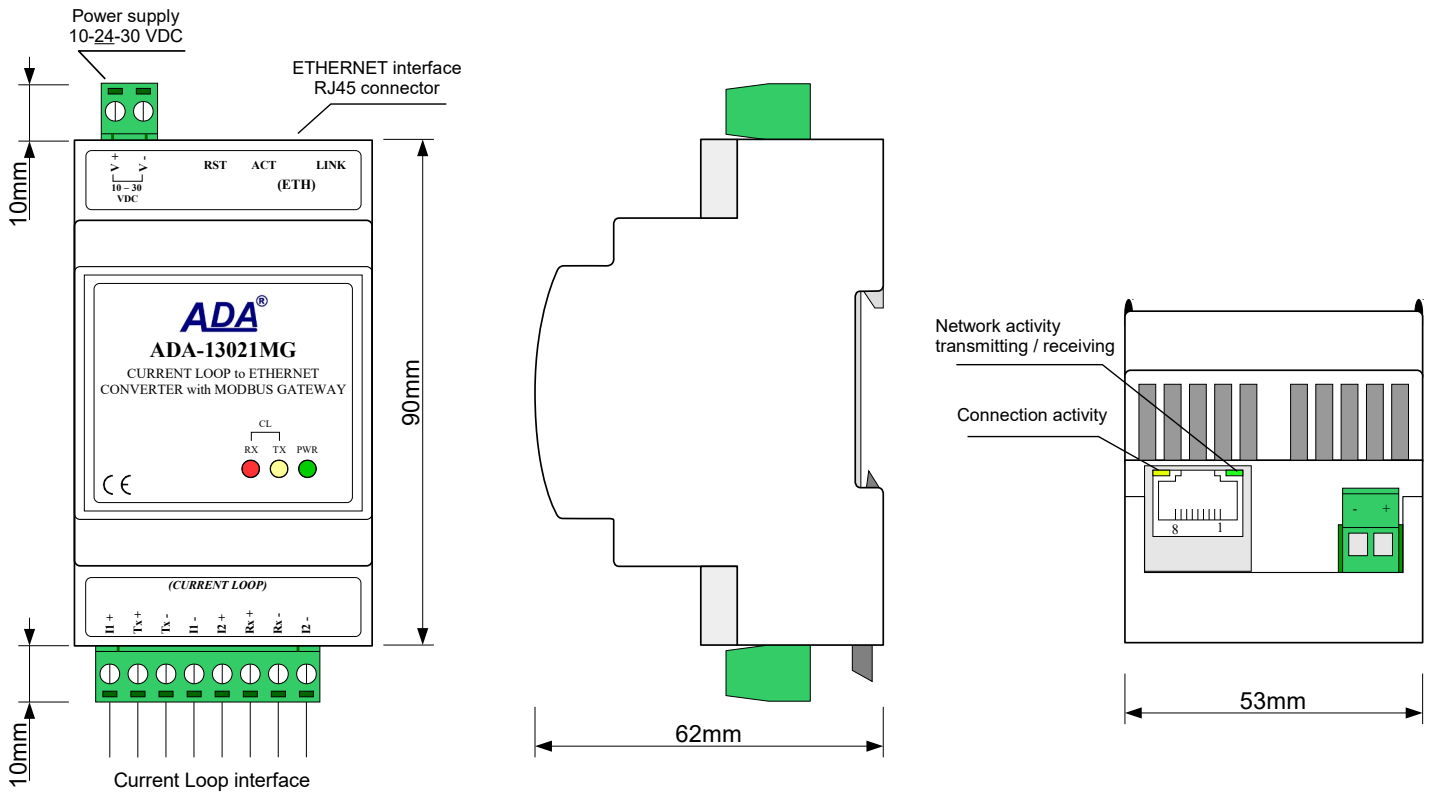 Power supply
10-24-30 VDC
ETHERNET interface
RJ45 connector
10mm
V +
V -
10 – 30
VDC
RST ACT LINK
(ETH)
ADA®
ADA-13021MG
CURRENT LOOP to ETHERNET
CONVERTER with MODBUS GATEWAY
CL
RX TX PWR
CE
(CURRENT LOOP)
I1 +
Tx +
Tx -
I1 -
I2 +
Rx +
Rx -
I2 -
10mm
Current Loop interface
90mm
62mm
Network activity
transmitting / receiving
Connection activity
8 1
- +
53mm